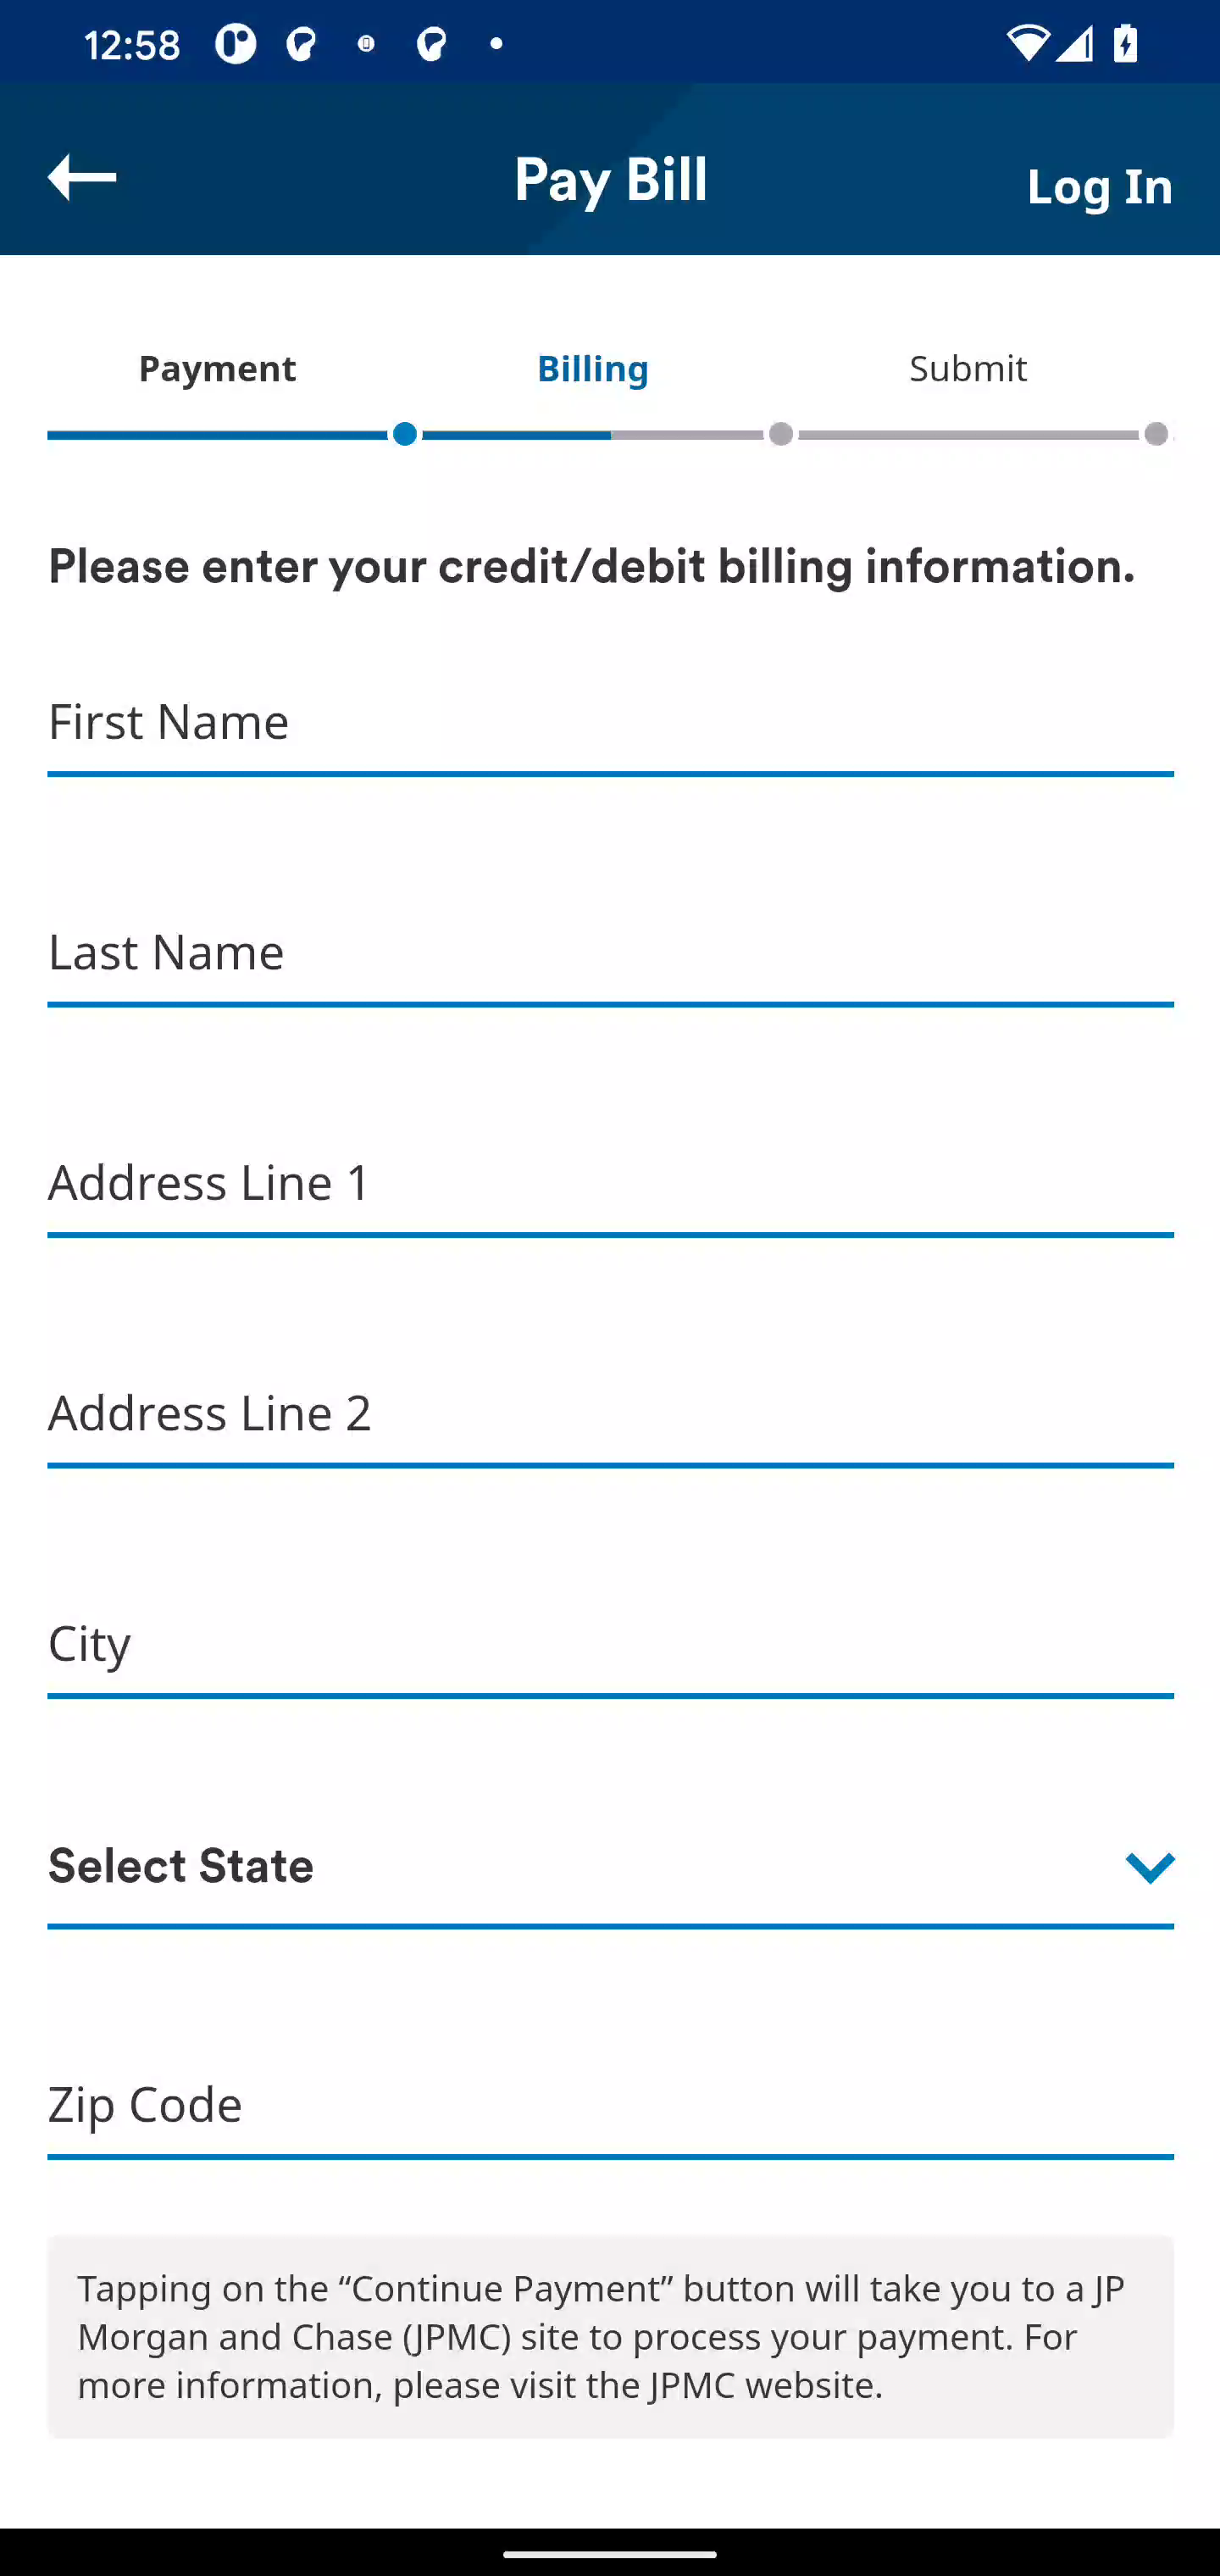 12:58
Pay Bill
Log In
Payment
Billing
Submit
Please enter your credit/debit billing information.
First Name
Last Name
Address Line 1
Address Line 2
City
Select State
Zip Code
Tapping on the “Continue Payment” button will take you to a JP
Morgan and Chase (JPMC) site to process your payment. For
more information, please visit the JPMC website.